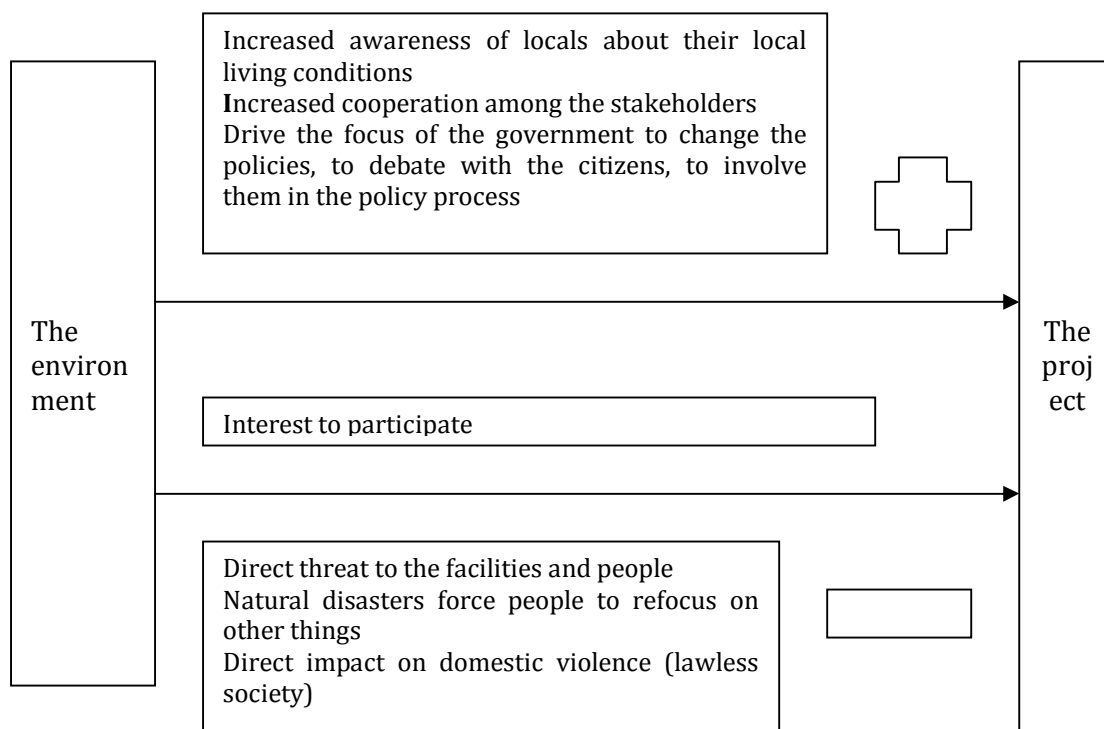 Increased awareness of locals about their local
living conditions
Increased cooperation among the stakeholders
Drive the focus of the government to change the
policies, to debate with the citizens, to involve
them in the policy process
The
environ
ment
The
proj
ect
Interest to participate
Direct threat to the facilities and people
Natural disasters force people to refocus on
other things
Direct impact on domestic violence (lawless
society)